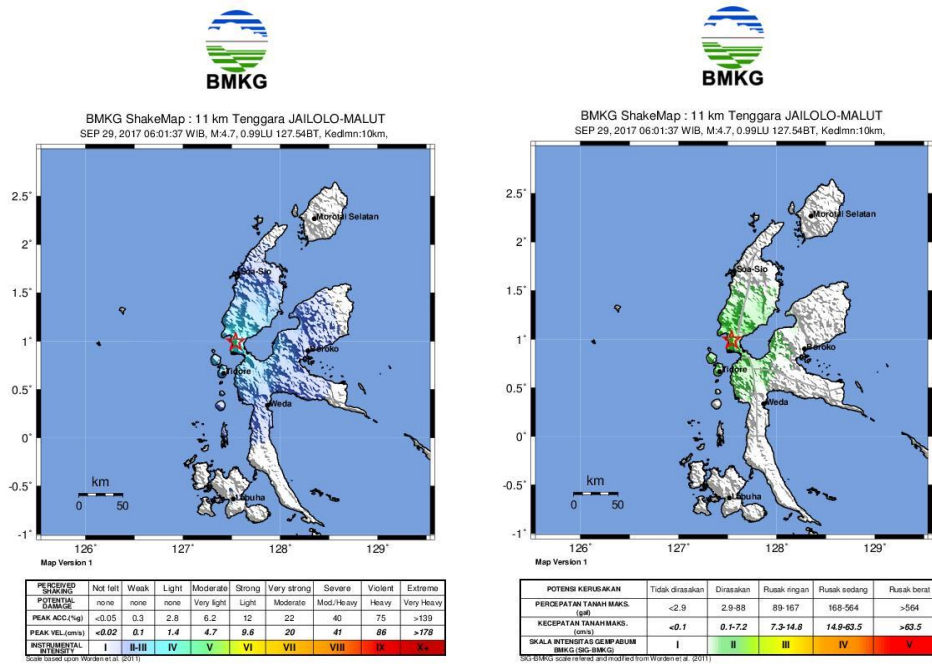 BMKG
BMKG ShakeMap : 11 km Tenggara JAILOLO-MALUT
SEP 29, 2017 06:01:37 WIB, M:4.7, 0.99LU 127.54BT, Kedlmn:10km,
2.5°
2°
1.5°
1°
0.5°
0°
-0.5°
-1°
Morotai Selatan
Soa-Sio
Boroko
Tidore
Weda
Labuha
km
0 50
126° 127° 128° 129°
Map Version 1
PERCEIVED SHAKING Not felt Weak Light Moderate Strong Very strong Severe Violent Extreme
POTENTIAL DAMAGE none none none Very light Light Moderate Mod./Heavy Heavy Very Heavy
PEAK ACC.(%g) <0.05 0.3 2.8 6.2 12 22 40 75 >139
PEAK VEL.(cm/s) <0.02 0.1 1.4 4.7 9.6 20 41 86 >178
INSTRUMENTAL INTENSITY I II-III IV V VI VII VIII IX X+
Scale based upon Worden et al. (2011)
BMKG
BMKG ShakeMap : 11 km Tenggara JAILOLO-MALUT
SEP 29, 2017 06:01:37 WIB, M:4.7, 0.99LU 127.54BT, Kedlmn:10km,
2.5°
2°
1.5°
1°
0.5°
0°
-0.5°
-1°
Morotai Selatan
Soa-Sio
Boroko
Tidore
Weda
Labuha
km
0 50
126° 127° 128° 129°
Map Version 1
POTENSI KERUSAKAN Tidak dirasakan Dirasakan Rusak ringan Rusak sedang Rusak berat
PERCEPATAN TANAH MAKS. (gal) <2.9 2.9-88 89-167 168-564 >564
KECEPATAN TANAH MAKS. (cm/s) <0.1 0.1-7.2 7.3-14.8 14.9-63.5 >63.5
SKALA INTENSITAS GEMPABUMI BMKG (SIG-BMKG) I II III IV V
SIG-BMKG scale refered and modified from Worden et al. (2011)